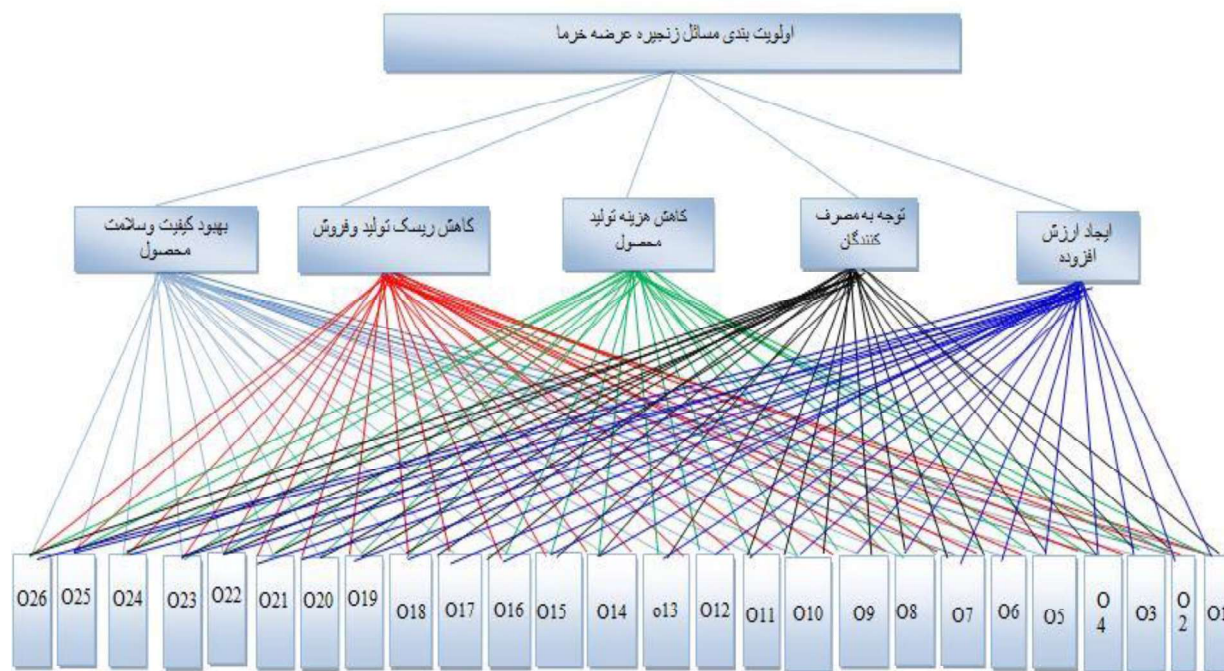 اولویت بندی مسائل زنجیره عرضه خرما
ایجاد ارزش
افزوده
توجه به مصرف
کنندگان
کاهش هزینه تولید
محصول
کاهش ریسک تولید وفروش
بهبود کیفیت وسلامت
محصول
O1
O
2
O3
O
4
O5
O6
O7
O8
O9
O10
O11
O12
o13
O14
O15
O16
O17
O18
O19
O20
O21
O22
O23
O24
O25
O26